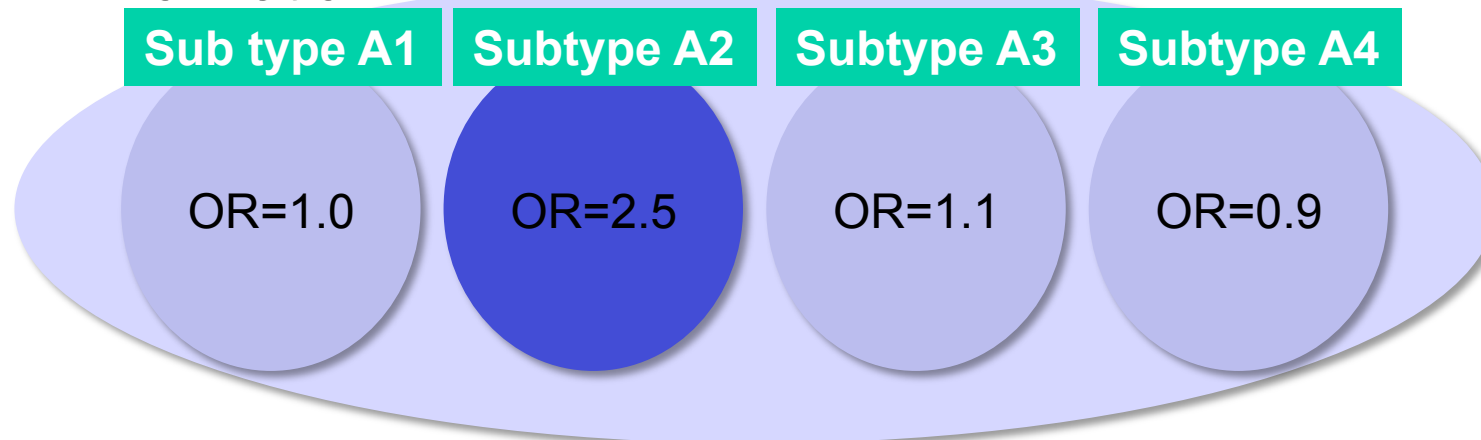 Sub type A1 Subtype A2 Subtype A3 Subtype A4
OR=1.0 OR=2.5 OR=1.1 OR=0.9